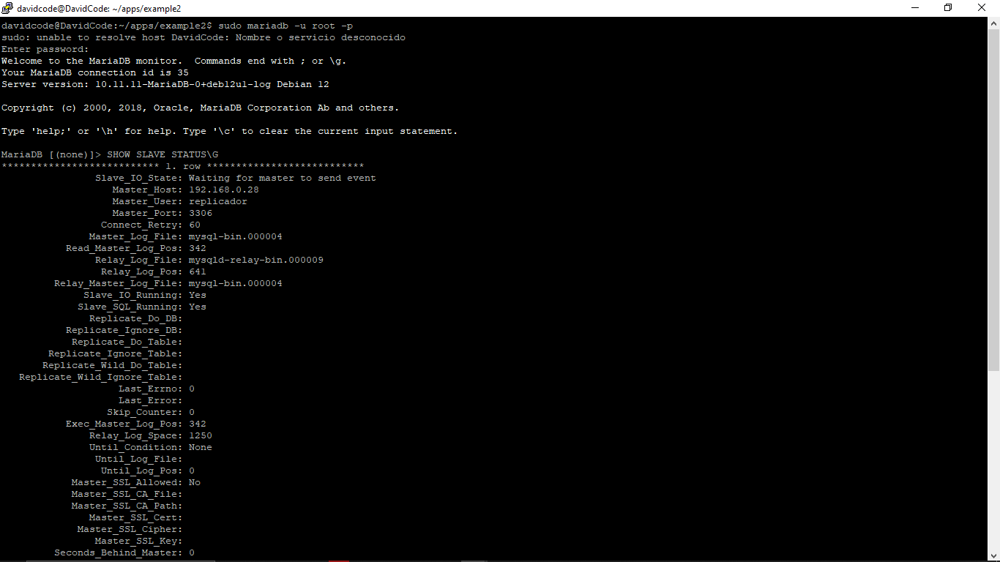 davidcode@DavidCode: ~/apps/example2
davidcode@DavidCode:~/apps/example2$ sudo mariadb -u root -p
sudo: unable to resolve host DavidCode: Nombre o servicio desconocido
Enter password:
Welcome to the MariaDB monitor.  Commands end with ; or \g.
Your MariaDB connection id is 35
Server version: 10.11.11-MariaDB-0+deb12u1-log Debian 12
Copyright (c) 2000, 2018, Oracle, MariaDB Corporation Ab and others.
Type 'help;' or '\h' for help. Type '\c' to clear the current input statement.
MariaDB [(none)]> SHOW SLAVE STATUS\G
*************************** 1. row ***************************
Slave_IO_State: Waiting for master to send event
Master_Host: 192.168.0.28
Master_User: replicador
Master_Port: 3306
Connect_Retry: 60
Master_Log_File: mysql-bin.000004
Read_Master_Log_Pos: 342
Relay_Log_File: mysqld-relay-bin.000009
Relay_Log_Pos: 641
Relay_Master_Log_File: mysql-bin.000004
Slave_IO_Running: Yes
Slave_SQL_Running: Yes
Replicate_Do_DB:
Replicate_Ignore_DB:
Replicate_Do_Table:
Replicate_Ignore_Table:
Replicate_Wild_Do_Table:
Replicate_Wild_Ignore_Table:
Last_Errno: 0
Last_Error:
Skip_Counter: 0
Exec_Master_Log_Pos: 342
Relay_Log_Space: 1250
Until_Condition: None
Until_Log_File:
Until_Log_Pos: 0
Master_SSL_Allowed: No
Master_SSL_CA_File:
Master_SSL_CA_Path:
Master_SSL_Cert:
Master_SSL_Cipher:
Master_SSL_Key:
Seconds_Behind_Master: 0